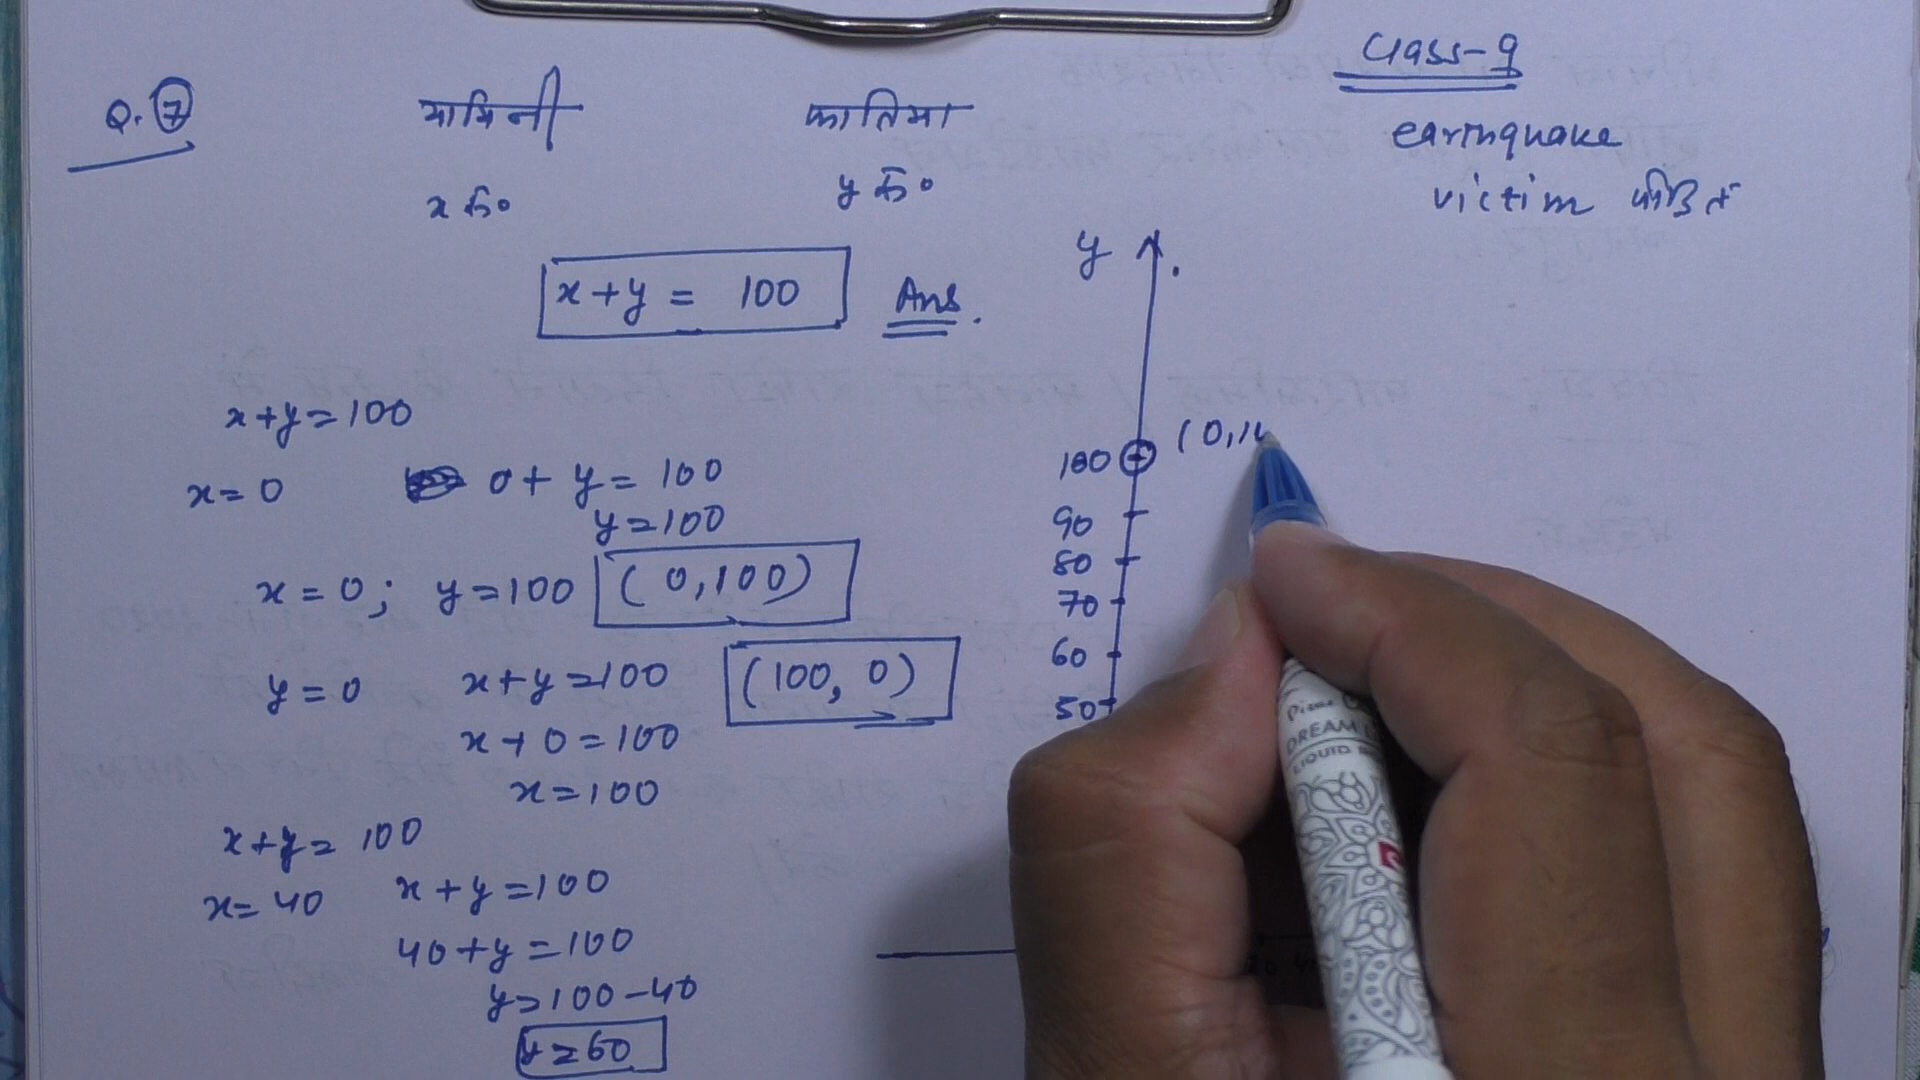 Class-9
Q. 7 यामिनी फातिमा
earthquake
x रू० y रू०
victim पीड़ित
x+y = 100 Ans.
y
x+y=100
(0,1
x=0 0+ y= 100
100
y=100
90
80
x=0; y=100 (0,100)
70
60
y=0 x+y=100 (100, 0)
50
x+0=100
x=100
x+y= 100
x=40 x+y=100
40+y=100
y=100-40
y=60
DREAM
LIQUID